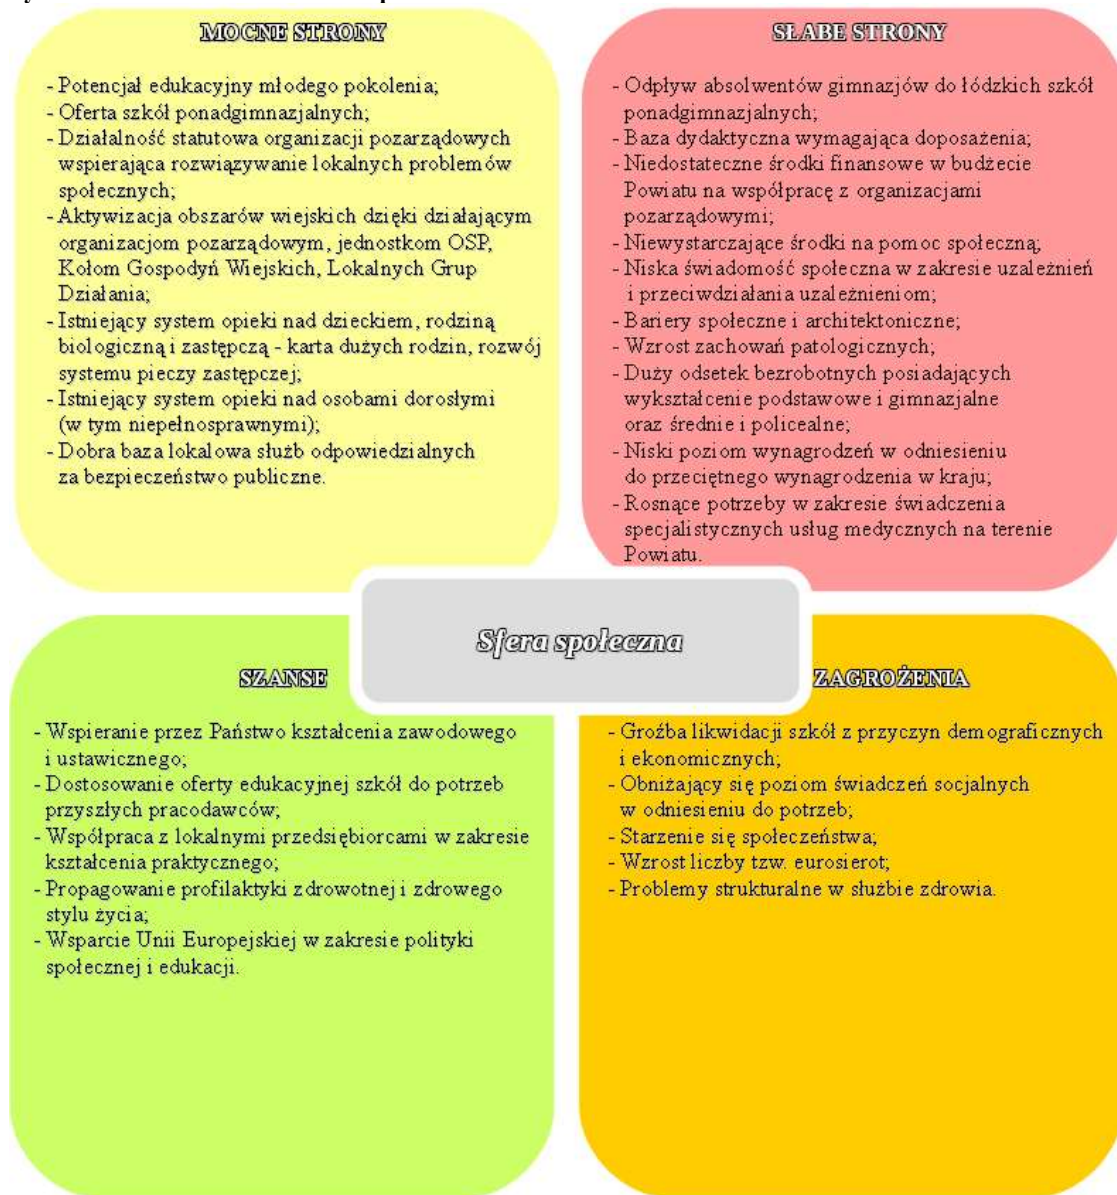 MOCNE STRONY
- Potencjał edukacyjny młodego pokolenia;
- Oferta szkół ponadgimnazjalnych;
- Działalność statutowa organizacji pozarządowych
wspierająca rozwiązywanie lokalnych problemów
społecznych;
- Aktywizacja obszarów wiejskich dzięki działającym
organizacjom pozarządowym, jednostkom OSP,
Kołom Gospodyń Wiejskich, Lokalnych Grup
Działania;
- Istniejący system opieki nad dzieckiem, rodziną
biologiczną i zastępczą - karta dużych rodzin, rozwój
systemu pieczy zastępczej;
- Istniejący system opieki nad osobami dorosłymi
(w tym niepełnosprawnymi);
- Dobra baza lokalowa służb odpowiedzialnych
za bezpieczeństwo publiczne.
SŁABE STRONY
- Odpływ absolwentów gimnazjów do łódzkich szkół
ponadgimnazjalnych;
- Baza dydaktyczna wymagająca doposażenia;
- Niedostateczne środki finansowe w budżecie
Powiatu na współpracę z organizacjami
pozarządowymi;
- Niewystarczające środki na pomoc społeczną;
- Niska świadomość społeczna w zakresie uzależnień
i przeciwdziałania uzależnieniom;
- Bariery społeczne i architektoniczne;
- Wzrost zachowań patologicznych;
- Duży odsetek bezrobotnych posiadających
wykształcenie podstawowe i gimnazjalne
oraz średnie i policealne;
- Niski poziom wynagrodzeń w odniesieniu
do przeciętnego wynagrodzenia w kraju;
- Rosnące potrzeby w zakresie świadczenia
specjalistycznych usług medycznych na terenie
Powiatu.
Sfera społeczna
SZANSE
- Wspieranie przez Państwo kształcenia zawodowego
i ustawicznego;
- Dostosowanie oferty edukacyjnej szkół do potrzeb
przyszłych pracodawców;
- Współpraca z lokalnymi przedsiębiorcami w zakresie
kształcenia praktycznego;
- Propagowanie profilaktyki zdrowotnej i zdrowego
stylu życia;
- Wsparcie Unii Europejskiej w zakresie polityki
społecznej i edukacji.
ZAGROŻENIA
- Groźba likwidacji szkół z przyczyn demograficznych
i ekonomicznych;
- Obniżający się poziom świadczeń socjalnych
w odniesieniu do potrzeb;
- Starzenie się społeczeństwa;
- Wzrost liczby tzw. eurosierot;
- Problemy strukturalne w służbie zdrowia.